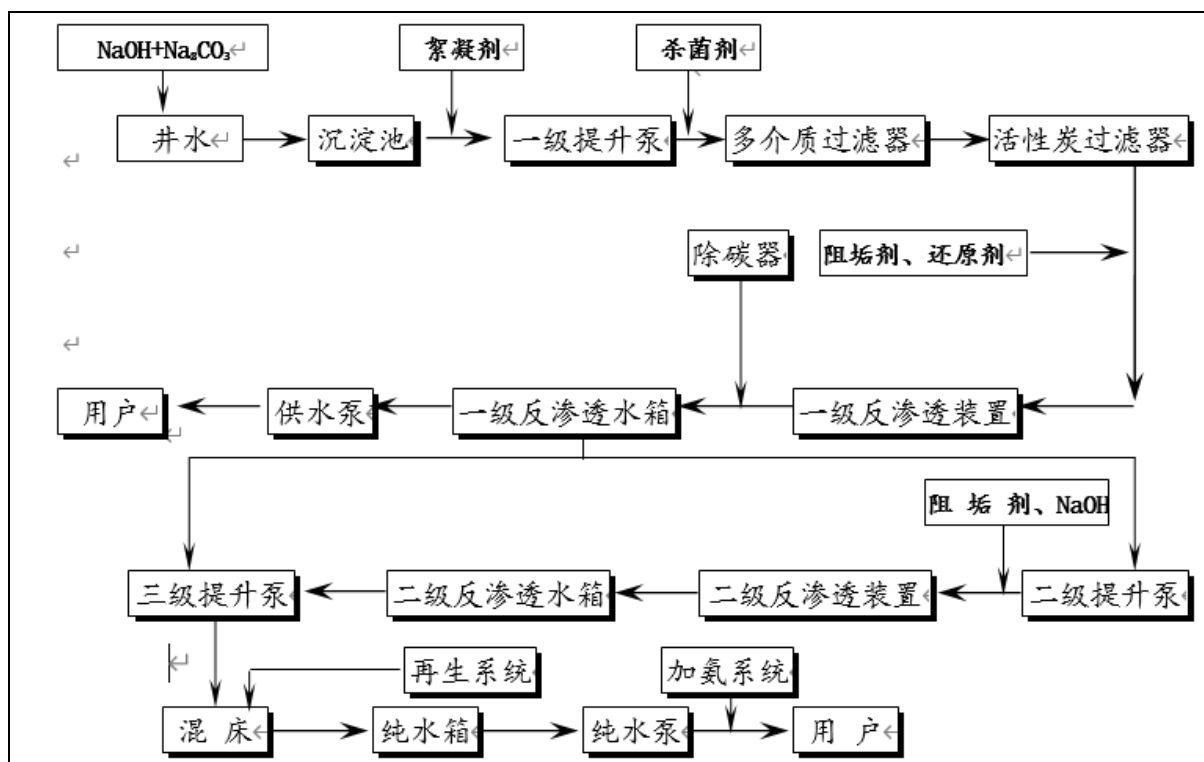 NaOH+Na₂CO₃
絮凝剂
杀菌剂
井水
沉淀池
一级提升泵
多介质过滤器
活性炭过滤器
除碳器
阻垢剂、还原剂
用户
供水泵
一级反渗透水箱
一级反渗透装置
阻 垢 剂、NaOH
三级提升泵
二级反渗透水箱
二级反渗透装置
二级提升泵
再生系统
加氨系统
混 床
纯水箱
纯水泵
用 户